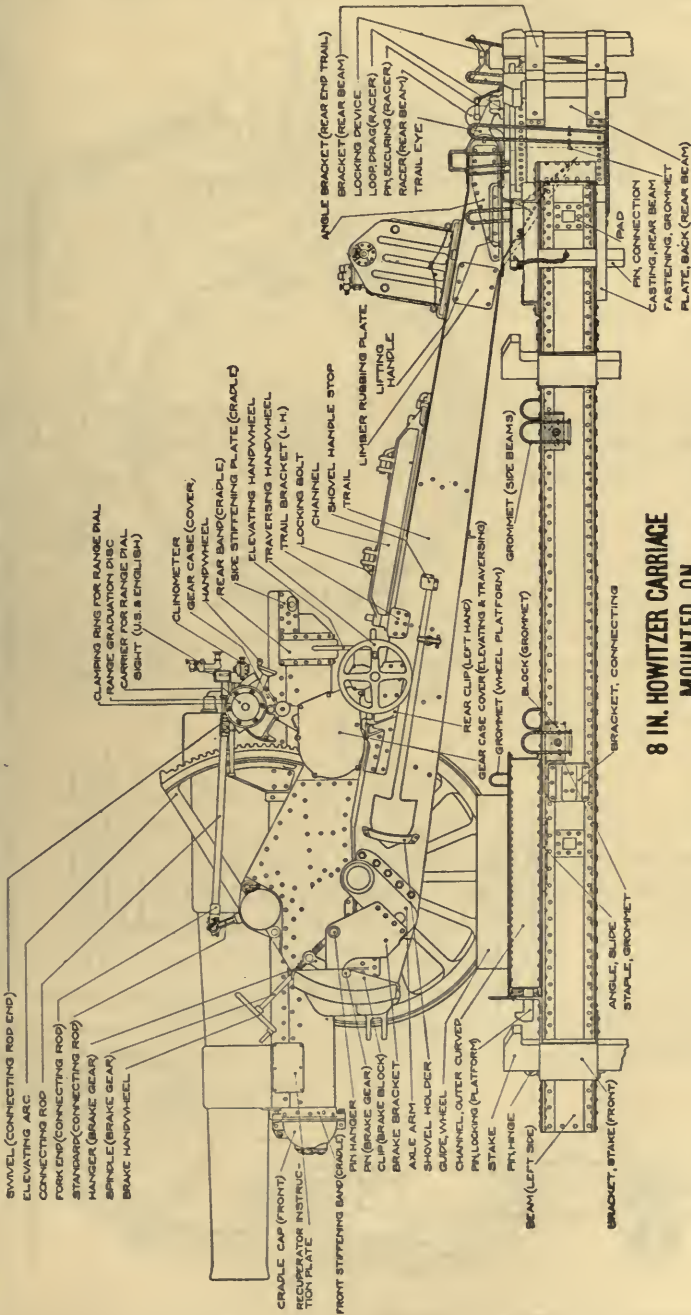 SWIVEL (CONNECTING ROD END)
ELEVATING ARC
CONNECTING ROD
FORK END (CONNECTING ROD)
STANDARD (CONNECTING ROD)
HANGER (BRAKE GEAR)
SPINDLE (BRAKE GEAR)
BRAKE HANDWHEEL
CLAMPING RING FOR RANGE DIAL
RANGE GRADUATION DISC
CARRIER FOR RANGE DIAL
SIGHT (U.S. & ENGLISH)
CLINOMETER
GEAR CASE (COVER,
HANDWHEEL
REAR BAND (CRADLE)
SIDE STIFFENING PLATE (CRADLE)
ELEVATING HANDWHEEL
TRAVERSING HANDWHEEL
TRAIL BRACKET (L.H.)
LOCKING BOLT
CHANNEL
SHOVEL HANDLE STOP
TRAIL
LIMBER RUBBING PLATE
LIFTING
HANDLE
ANGLE BRACKET (REAR END TRAIL)
BRACKET (REAR BEAM)
LOCKING DEVICE
LOOP, DRAG (RACER)
PIN, SECURING (RACER)
RACER (REAR BEAM)
TRAIL EYE
CRADLE CAP (FRONT)
RECUPERATOR INSTRUC-
TION PLATE
FRONT STIFFENING BAND (CRADLE)
PIN HANGER
PIN (BRAKE GEAR)
CLIP (BRAKE BLOCK)
BRAKE BRACKET
AXLE ARM
SHOVEL HOLDER
GUIDE, WHEEL
CHANNEL, OUTER CURVED
PIN, LOCKING (PLATFORM)
STAKE
PIN, HINGE
BEAM (LEFT SIDE)
BRACKET, STAKE (FRONT)
REAR CLIP (LEFT HAND)
GEAR CASE COVER (ELEVATING & TRAVERSING)
GROMMET (WHEEL PLATFORM)
BLOCK (GROMMET)
GROMMET (SIDE BEAMS)
ANGLE, SLIDE
STAPLE, GROMMET
BRACKET, CONNECTING
PAD
PIN, CONNECTION
CASTING, REAR BEAM
FASTENING, GROMMET
PLATE, BACK (REAR BEAM)
8 IN. HOWITZER CARRIAGE
MOUNTED ON